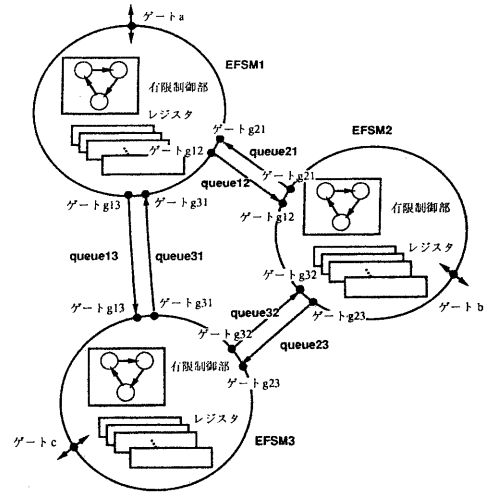 ゲートa
EFSM1
有限制御部
レジスタ
ゲートg21
ゲートg12
queue21
queue12
ゲートg13
ゲートg31
EFSM2
ゲートg21
ゲートg12
有限制御部
レジスタ
ゲートg32
ゲートg23
ゲートb
queue13
queue31
queue32
queue23
ゲートg13
ゲートg31
ゲートg32
ゲートg23
有限制御部
レジスタ
ゲートc
EFSM3